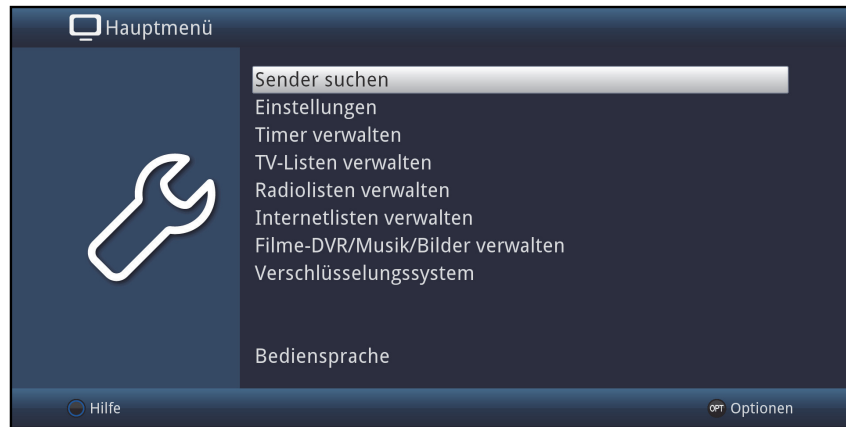 Hauptmenü
Sender suchen
Einstellungen
Timer verwalten
TV-Listen verwalten
Radiolisten verwalten
Internetlisten verwalten
Filme-DVR/Musik/Bilder verwalten
Verschlüsselungssystem
Bediensprache
Hilfe
OPT Optionen